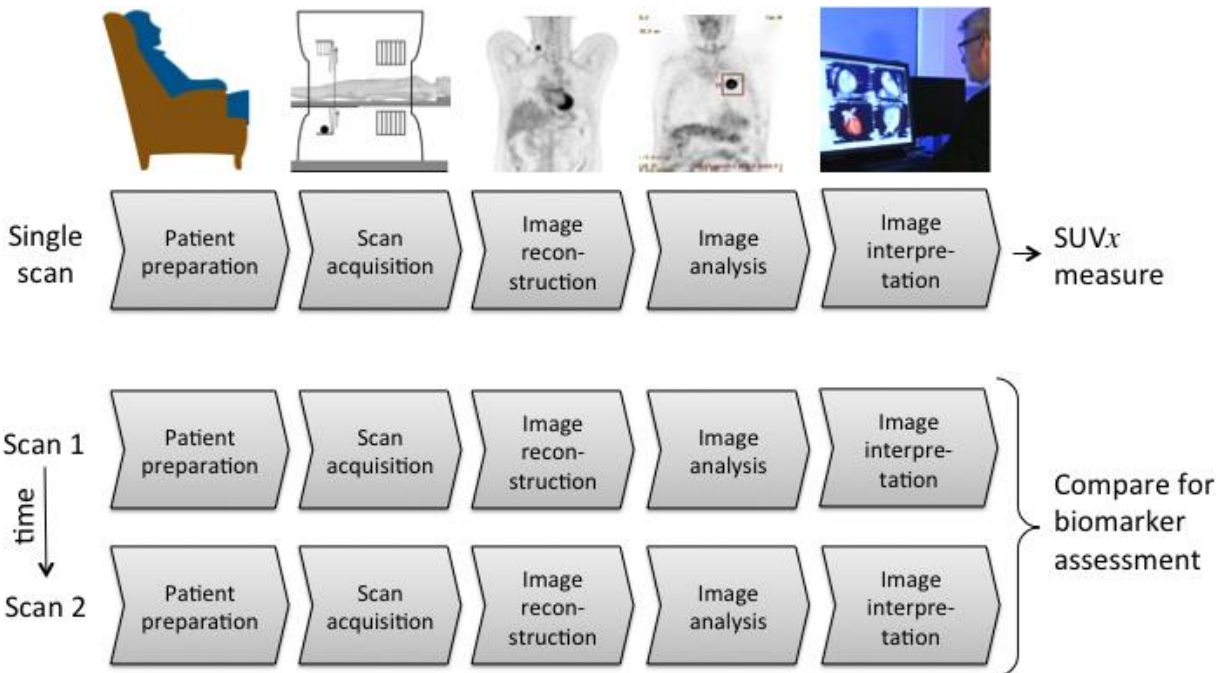 Single
scan
Patient
preparation
Scan
acquisition
Image
recon-
struction
Image
analysis
Image
interpre-
tation
SUVx
measure
Scan 1
Patient
preparation
Scan
acquisition
Image
recon-
struction
Image
analysis
Image
interpre-
tation
time
Scan 2
Patient
preparation
Scan
acquisition
Image
recon-
struction
Image
analysis
Image
interpre-
tation
Compare for
biomarker
assessment